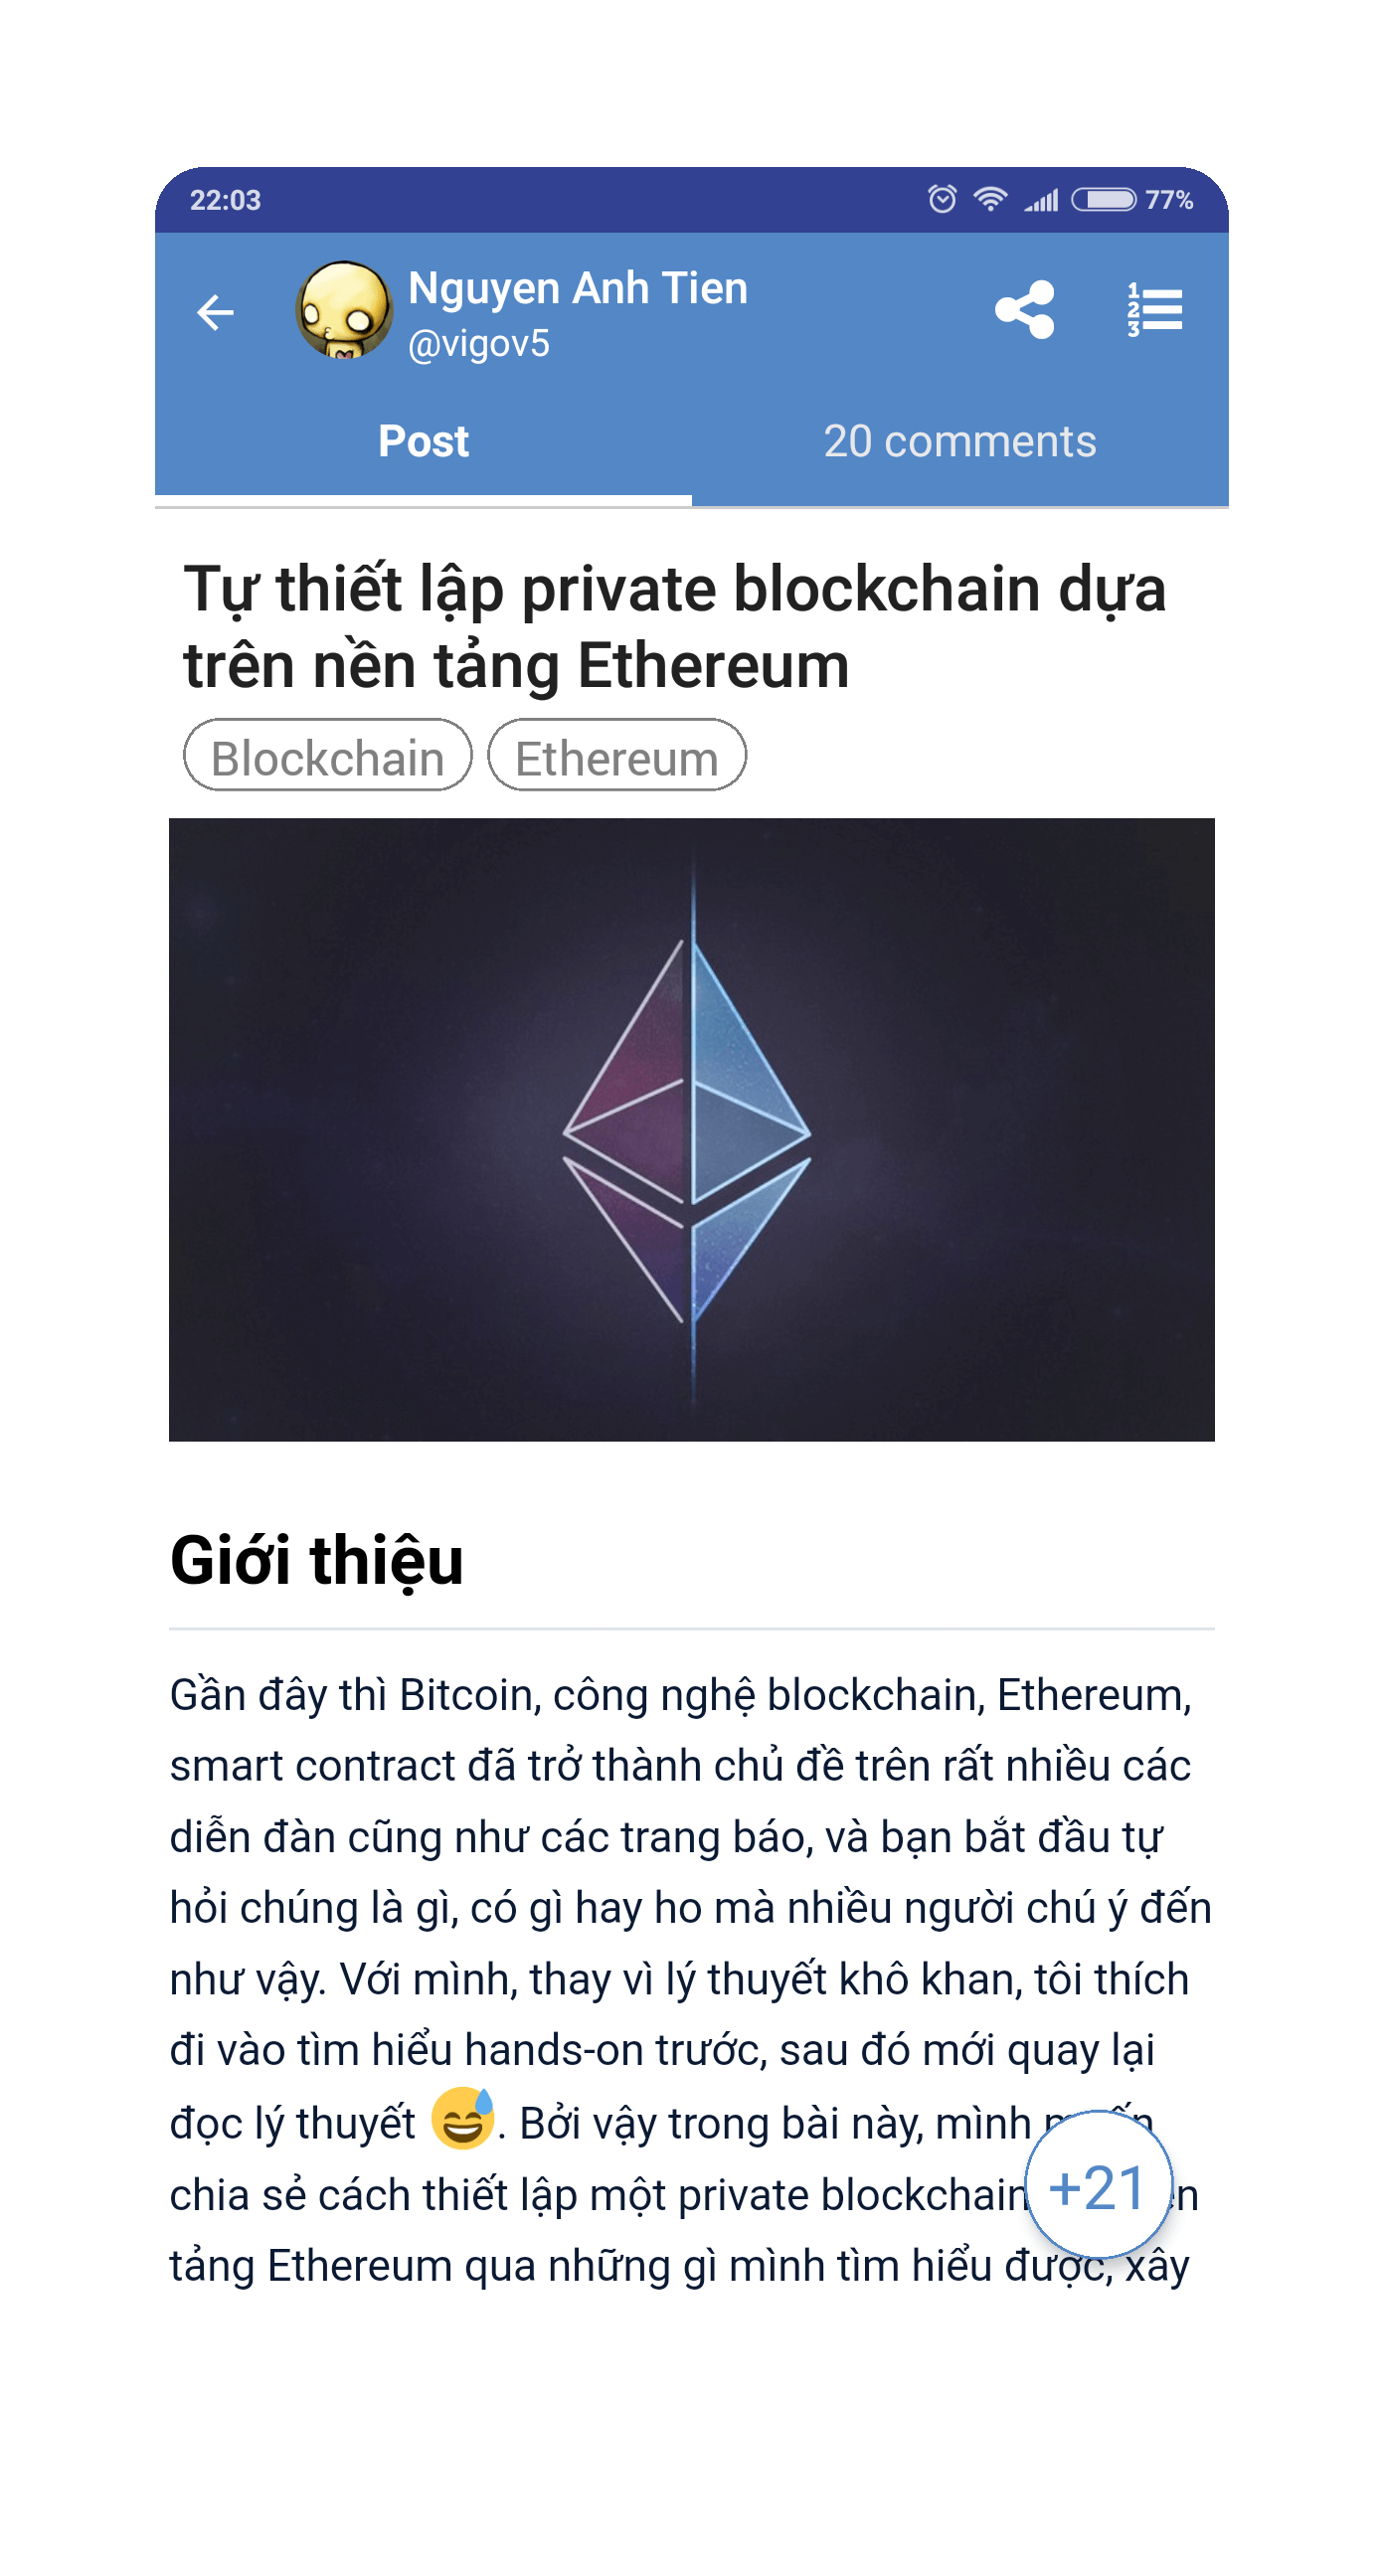 22:03
77%
Nguyen Anh Tien
@vigov5
1
2
3
Post
20 comments
Tự thiết lập private blockchain dựa
trên nền tảng Ethereum
Blockchain
Ethereum
Giới thiệu
Gần đây thì Bitcoin, công nghệ blockchain, Ethereum,
smart contract đã trở thành chủ đề trên rất nhiều các
diễn đàn cũng như các trang báo, và bạn bắt đầu tự
hỏi chúng là gì, có gì hay ho mà nhiều người chú ý đến
như vậy. Với mình, thay vì lý thuyết khô khan, tôi thích
đi vào tìm hiểu hands-on trước, sau đó mới quay lại
đọc lý thuyết 😅. Bởi vậy trong bài này, mình
chia sẻ cách thiết lập một private blockchain
+21
tảng Ethereum qua những gì mình tìm hiểu được, xây